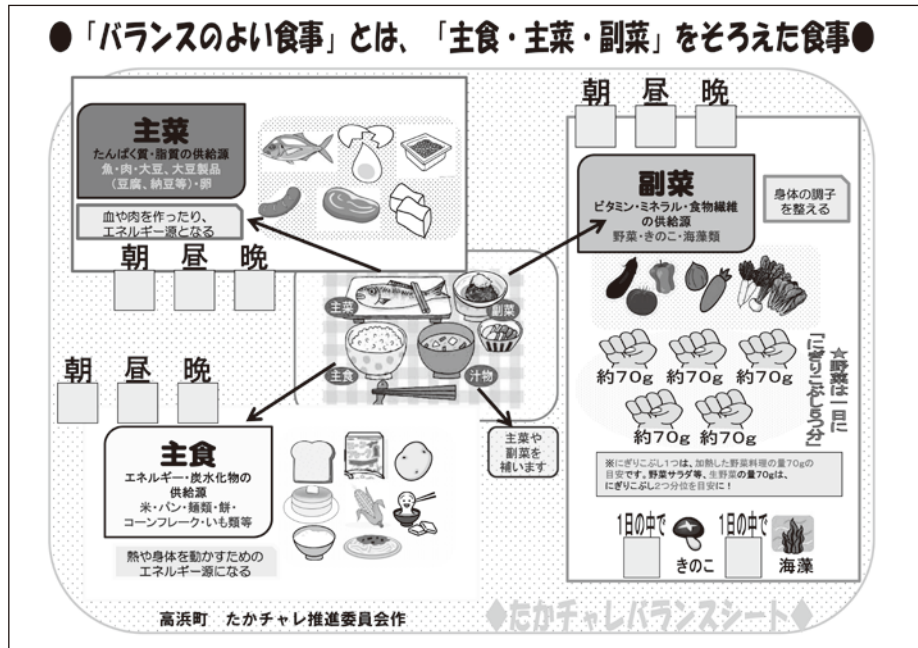 ●「バランスのよい食事」とは、「主食・主菜・副菜」をそろえた食事●
主菜
たんぱく質・脂質の供給源
魚・肉・大豆、大豆製品
(豆腐、納豆等)・卵
血や肉を作ったり、
エネルギー源となる
朝 昼 晩
朝 昼 晩
副菜
ビタミン・ミネラル・食物繊維
の供給源
野菜・きのこ・海藻類
身体の調子
を整える
主菜
副菜
主食
汁物
朝 昼 晩
主食
エネルギー・炭水化物の
供給源
米・パン・麺類・餅・
コーンフレーク・いも類等
熱や身体を動かすための
エネルギー源になる
主菜や
副菜を
補います
約70g 約70g 約70g
約70g 約70g
☆野菜は一日に
「にぎりこぶし5つ分」
※にぎりこぶし1つは、加熱した野菜料理の量70gの
目安です。野菜サラダ等、生野菜の量70gは、
にぎりこぶし2つ分位を目安に!
1日の中で
きのこ
1日の中で
海藻
高浜町 たかチャレ推進委員会作
◆たかチャレバランスシート◆